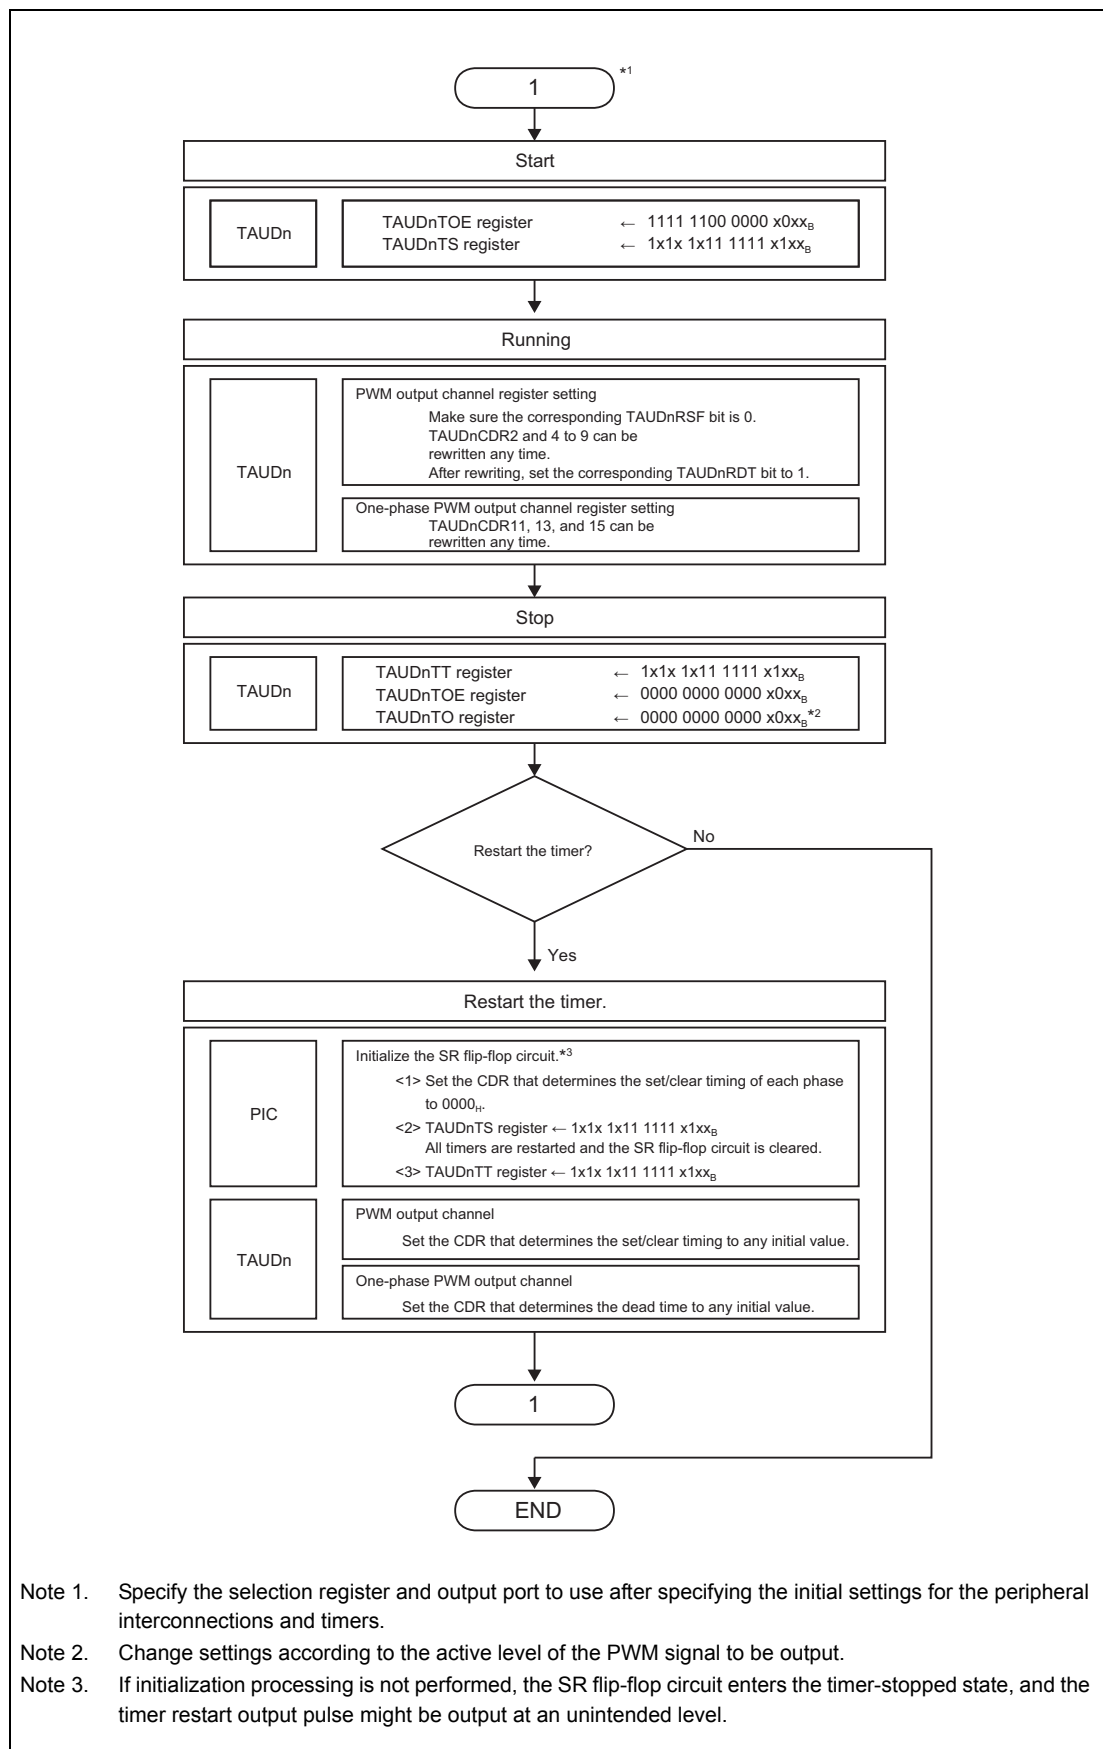 1 *1
Start
TAUDn
TAUDnTOE register ← 1111 1100 0000 x0xxB
TAUDnTS register ← 1x1x 1x11 1111 x1xxB
Running
TAUDn
PWM output channel register setting
Make sure the corresponding TAUDnRSF bit is 0.
TAUDnCDR2 and 4 to 9 can be
rewritten any time.
After rewriting, set the corresponding TAUDnRDT bit to 1.
One-phase PWM output channel register setting
TAUDnCDR11, 13, and 15 can be
rewritten any time.
Stop
TAUDn
TAUDnTT register ← 1x1x 1x11 1111 x1xxB
TAUDnTOE register ← 0000 0000 0000 x0xxB
TAUDnTO register ← 0000 0000 0000 x0xxB*2
Restart the timer?
No
Yes
Restart the timer.
PIC
Initialize the SR flip-flop circuit.*3
<1> Set the CDR that determines the set/clear timing of each phase
to 0000H.
<2> TAUDnTS register ← 1x1x 1x11 1111 x1xxB
All timers are restarted and the SR flip-flop circuit is cleared.
<3> TAUDnTT register ← 1x1x 1x11 1111 x1xxB
TAUDn
PWM output channel
Set the CDR that determines the set/clear timing to any initial value.
One-phase PWM output channel
Set the CDR that determines the dead time to any initial value.
1
END
Note 1. Specify the selection register and output port to use after specifying the initial settings for the peripheral
interconnections and timers.
Note 2. Change settings according to the active level of the PWM signal to be output.
Note 3. If initialization processing is not performed, the SR flip-flop circuit enters the timer-stopped state, and the
timer restart output pulse might be output at an unintended level.